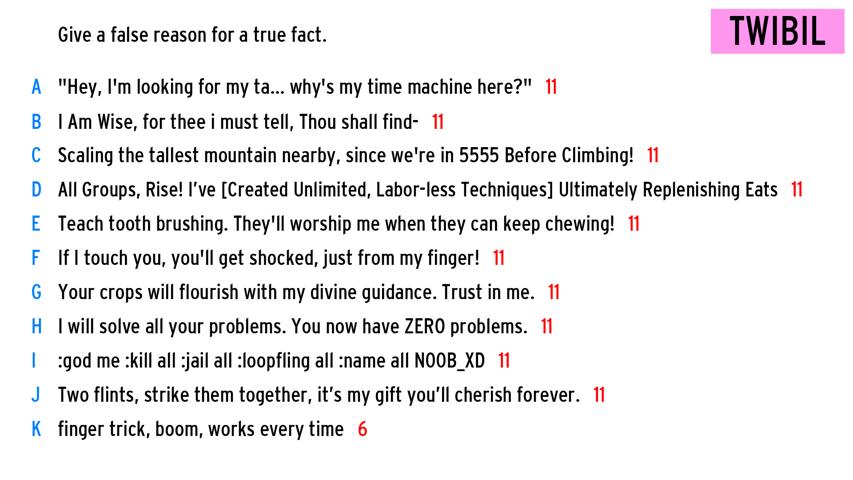 Give a false reason for a true fact.
TWIBIL
A "Hey, I'm looking for my ta... why's my time machine here?" 11
B I Am Wise, for thee i must tell, Thou shall find- 11
C Scaling the tallest mountain nearby, since we're in 5555 Before Climbing! 11
D All Groups, Rise! I've [Created Unlimited, Labor-less Techniques] Ultimately Replenishing Eats 11
E Teach tooth brushing. They'll worship me when they can keep chewing! 11
F If I touch you, you'll get shocked, just from my finger! 11
G Your crops will flourish with my divine guidance. Trust in me. 11
H I will solve all your problems. You now have ZERO problems. 11
I :god me :kill all :jail all :loopfling all :name all NOOB_XD 11
J Two flints, strike them together, it’s my gift you’ll cherish forever. 11
K finger trick, boom, works every time 6